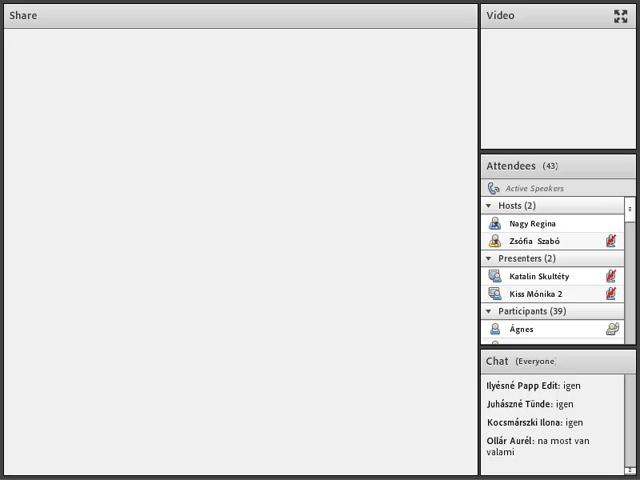 Share
Video
Attendees (43)
Active Speakers
Hosts (2)
Nagy Regina
Zsófia Szabó
Presenters (2)
Katalin Skultéty
Kiss Mónika 2
Participants (39)
Ágnes
Chat (Everyone
Ilyésné Papp Edit: igen
Juhászné Tünde: igen
Kocsmárszki Ilona: igen
Ollár Aurél: na most van
valami